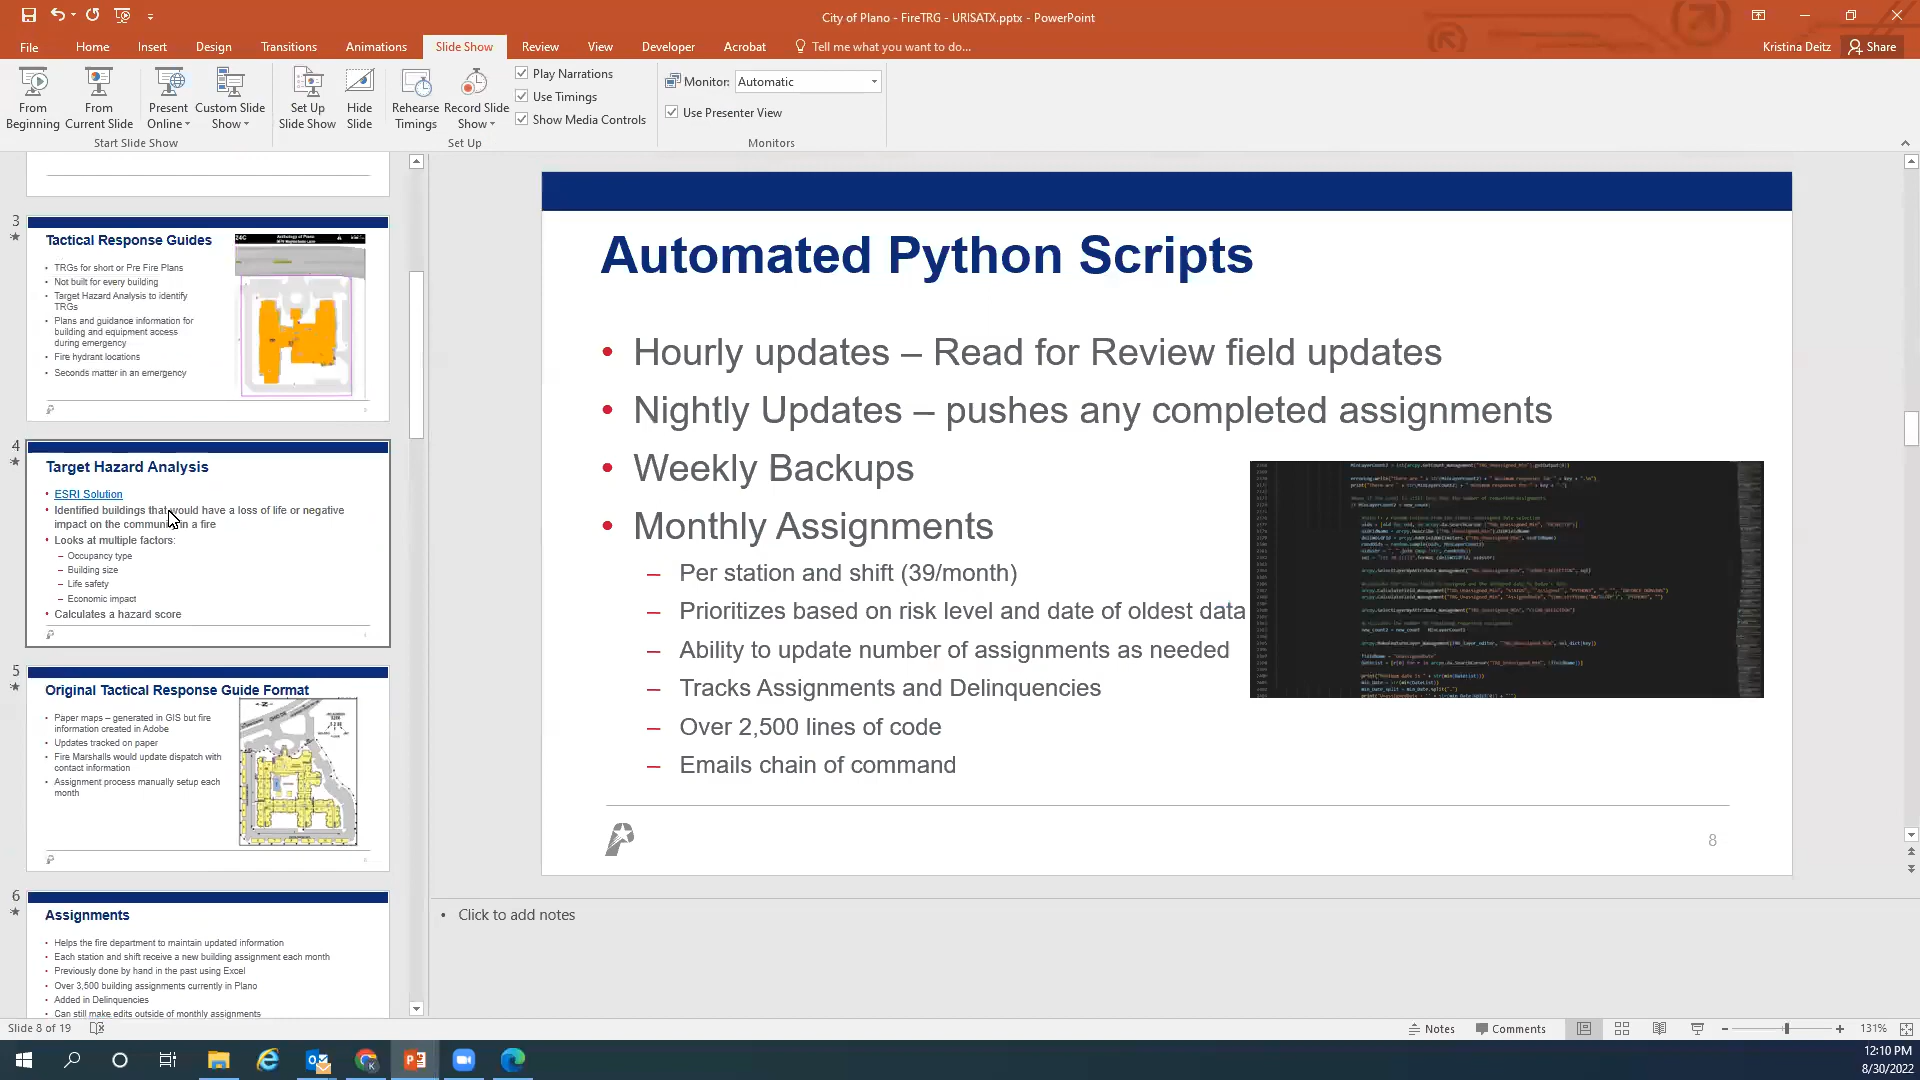 City of Plano - FireTRG - URISATX.pptx - PowerPoint
File Home Insert Design Transitions Animations Slide Show Review View Developer Acrobat Tell me what you want to do... Kristina Deitz Share
From Beginning
From Current Slide
Present Online
Custom Slide Show
Start Slide Show
Set Up Slide Show
Hide Slide
Rehearse Timings
Record Slide Show
Play Narrations
Use Timings
Show Media Controls
Set Up
Monitor: Automatic
Use Presenter View
Monitors
3
Tactical Response Guides
• TRGs for short or Pre Fire Plans
• Not built for every building
• Target Hazard Analysis to identify
TRGs
• Plans and guidance information for
building and equipment access
during emergency
• Fire hydrant locations
• Seconds matter in an emergency
24C
4
Target Hazard Analysis
• ESRI Solution
• Identified buildings that would have a loss of life or negative
impact on the community in a fire
• Looks at multiple factors:
– Occupancy type
– Building size
– Life safety
– Economic impact
• Calculates a hazard score
5
Original Tactical Response Guide Format
• Paper maps – generated in GIS but fire
information created in Adobe
• Updates tracked on paper
• Fire Marshalls would update dispatch with
contact information
• Assignment process manually setup each
month
6
Assignments
• Helps the fire department to maintain updated information
• Each station and shift receive a new building assignment each month
• Previously done by hand in the past using Excel
• Over 3,500 building assignments currently in Plano
• Added in Delinquencies
• Can still make edits outside of monthly assignments
Automated Python Scripts
• Hourly updates – Read for Review field updates
• Nightly Updates – pushes any completed assignments
• Weekly Backups
• Monthly Assignments
– Per station and shift (39/month)
– Prioritizes based on risk level and date of oldest data
– Ability to update number of assignments as needed
– Tracks Assignments and Delinquencies
– Over 2,500 lines of code
– Emails chain of command
8
• Click to add notes
Slide 8 of 19
Notes Comments 131%
12:10 PM
8/30/2022